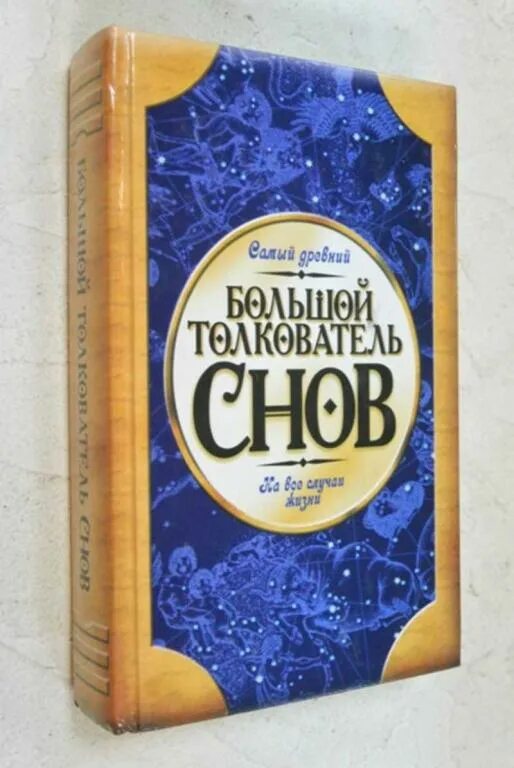 Самый древний
БОЛЬШОЙ
ТОЛКОВАТЕЛЬ
СНОВ
На все случаи
жизни
БОЛЬШОЙ ТОЛКОВАТЕЛЬ СНОВ